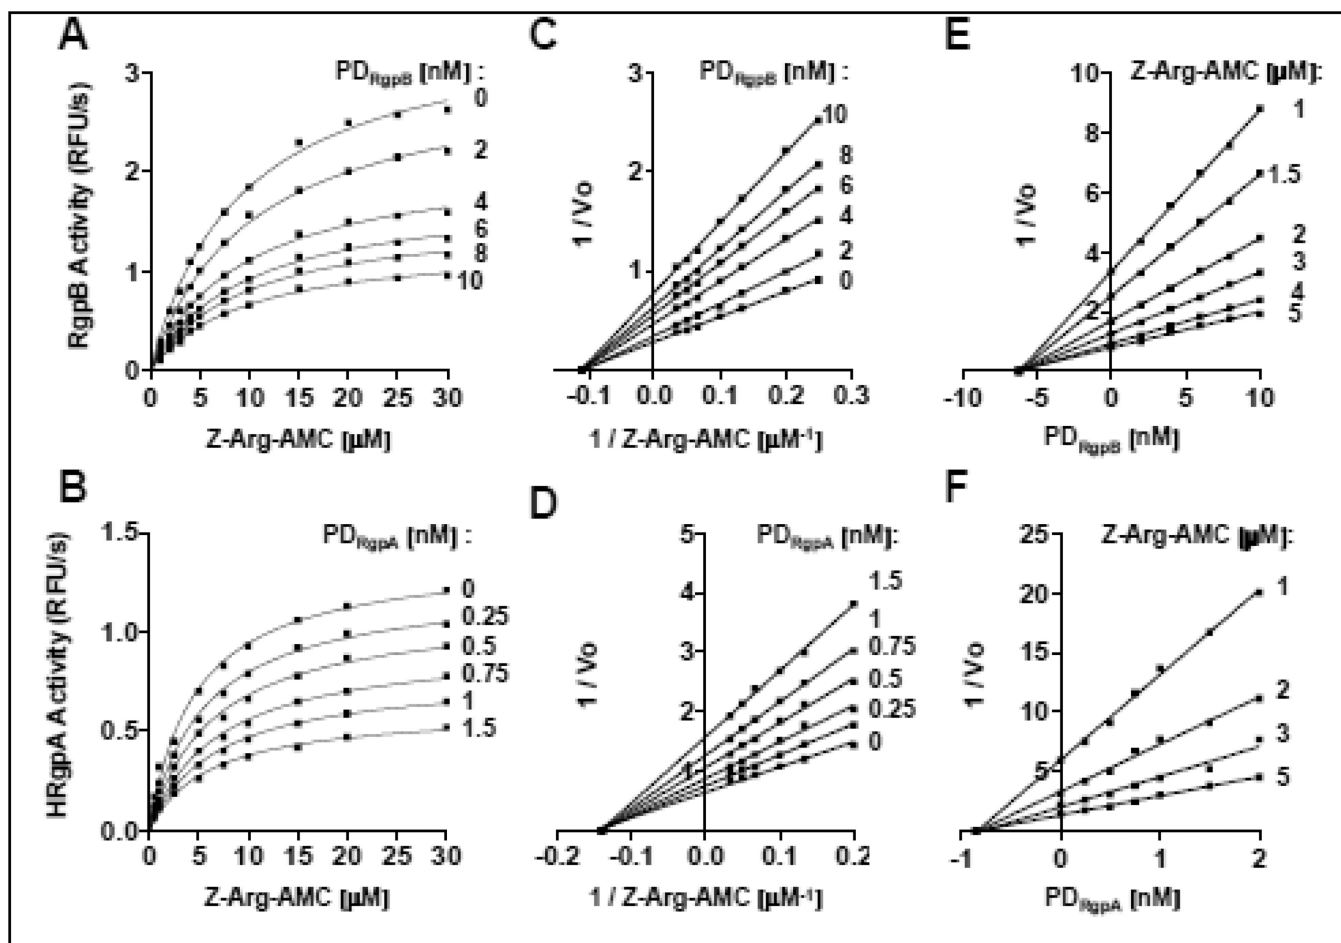 A
PD_RgpB [nM] :
RgpB Activity (RFU/s)
3
2
1
0
0
2
4
6
8
10
0 5 10 15 20 25 30
Z-Arg-AMC [μM]
C
PD_RgpB [nM] :
1 / Vo
3
2
1
10
8
6
4
2
0
-0.1 0.0 0.1 0.2 0.3
1 / Z-Arg-AMC [μM⁻¹]
E
Z-Arg-AMC [μM]:
1 / Vo
10
8
6
4
2
1
1.5
2
3
4
5
-10 -5 0 5 10
PD_RgpB [nM]
B
PD_RgpA [nM] :
HRgpA Activity (RFU/s)
1.5
1.0
0.5
0.0
0
0.25
0.5
0.75
1
1.5
0 5 10 15 20 25 30
Z-Arg-AMC [μM]
D
PD_RgpA [nM]:
1 / Vo
5
4
3
2
1
1.5
1
0.75
0.5
0.25
0
-0.2 -0.1 0.0 0.1 0.2
1 / Z-Arg-AMC [μM⁻¹]
F
Z-Arg-AMC [μM]:
1 / Vo
25
20
15
10
5
1
2
3
5
-1 0 1 2
PD_RgpA [nM]